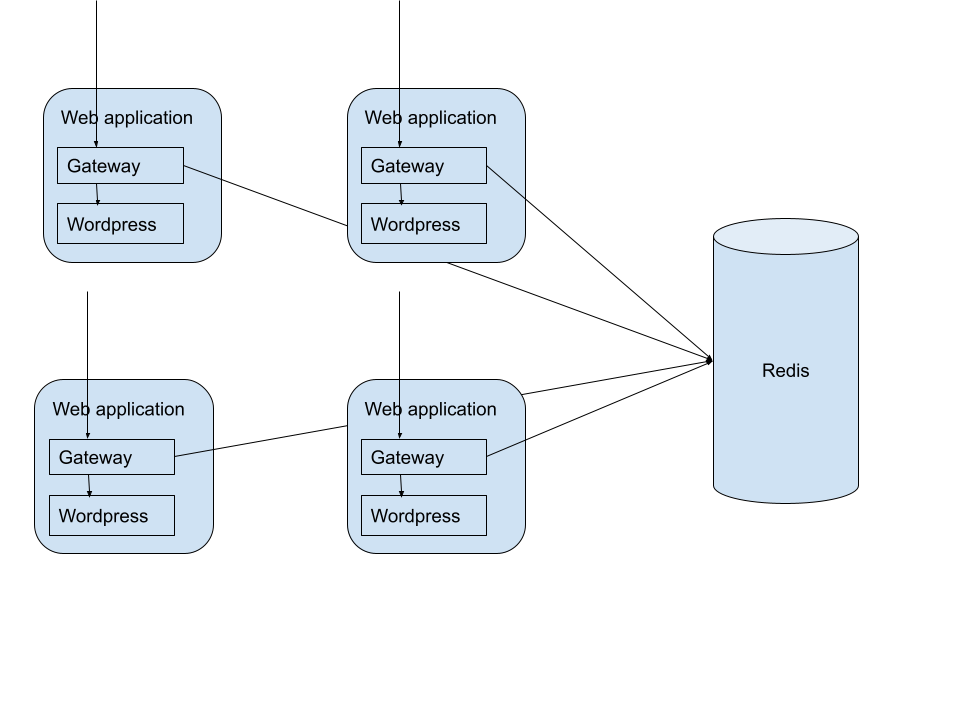 Web application
Gateway
Wordpress
Web application
Gateway
Wordpress
Redis
Web application
Gateway
Wordpress
Web application
Gateway
Wordpress